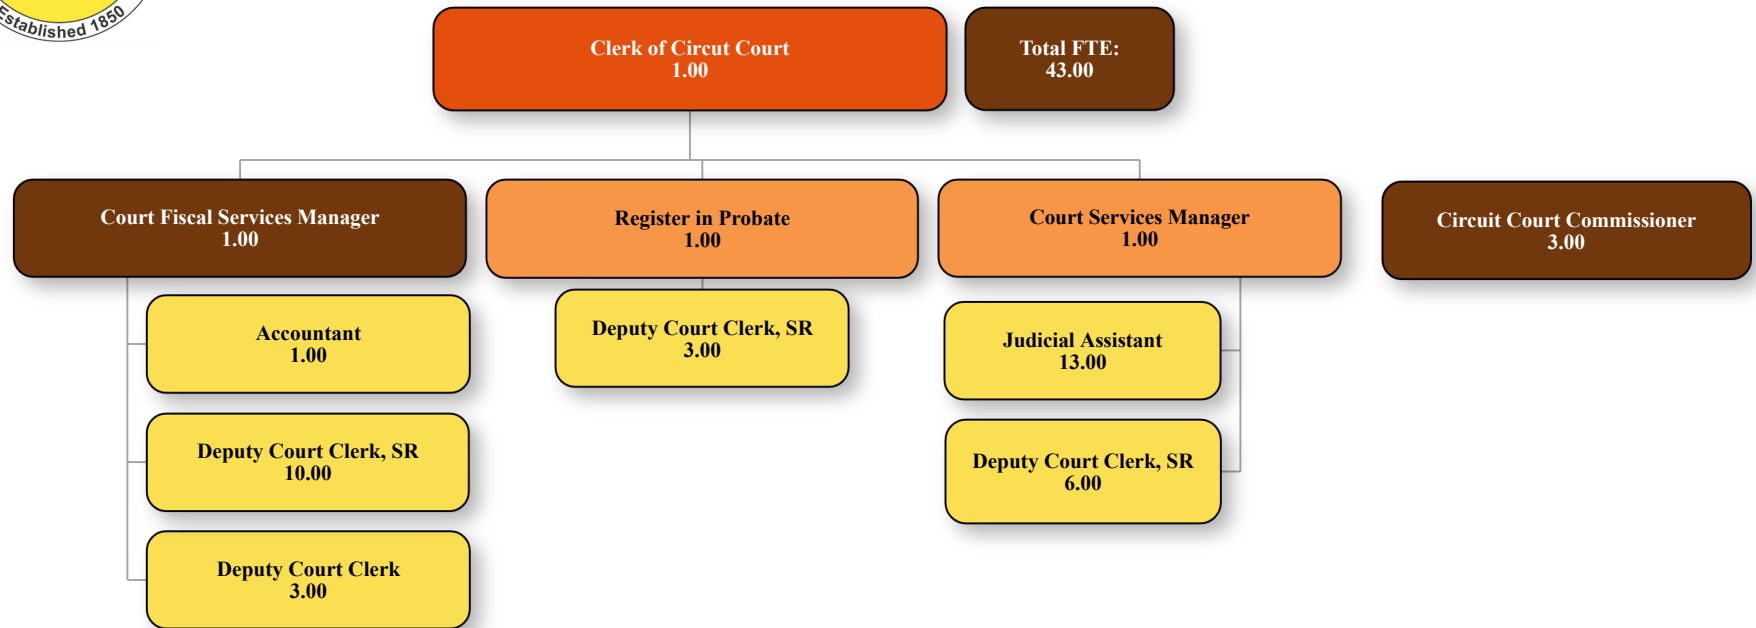 Established 1850
Clerk of Circut Court
1.00
Total FTE:
43.00
Court Fiscal Services Manager
1.00
Register in Probate
1.00
Court Services Manager
1.00
Circuit Court Commissioner
3.00
Accountant
1.00
Deputy Court Clerk, SR
10.00
Deputy Court Clerk
3.00
Deputy Court Clerk, SR
3.00
Judicial Assistant
13.00
Deputy Court Clerk, SR
6.00